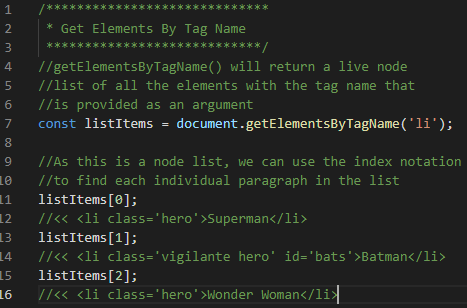 1 /*****************************
2  * Get Elements By Tag Name
3  ****************************/
4 //getElementsByTagName() will return a live node
5 //list of all the elements with the tag name that
6 //is provided as an argument
7 const listItems = document.getElementsByTagName('li');
8
9 //As this is a node list, we can use the index notation
10 //to find each individual paragraph in the list
11 listItems[0];
12 //<< <li class='hero'>Superman</li>
13 listItems[1];
14 //<< <li class='vigilante hero' id='bats'>Batman</li>
15 listItems[2];
16 //<< <li class='hero'>Wonder Woman</li>